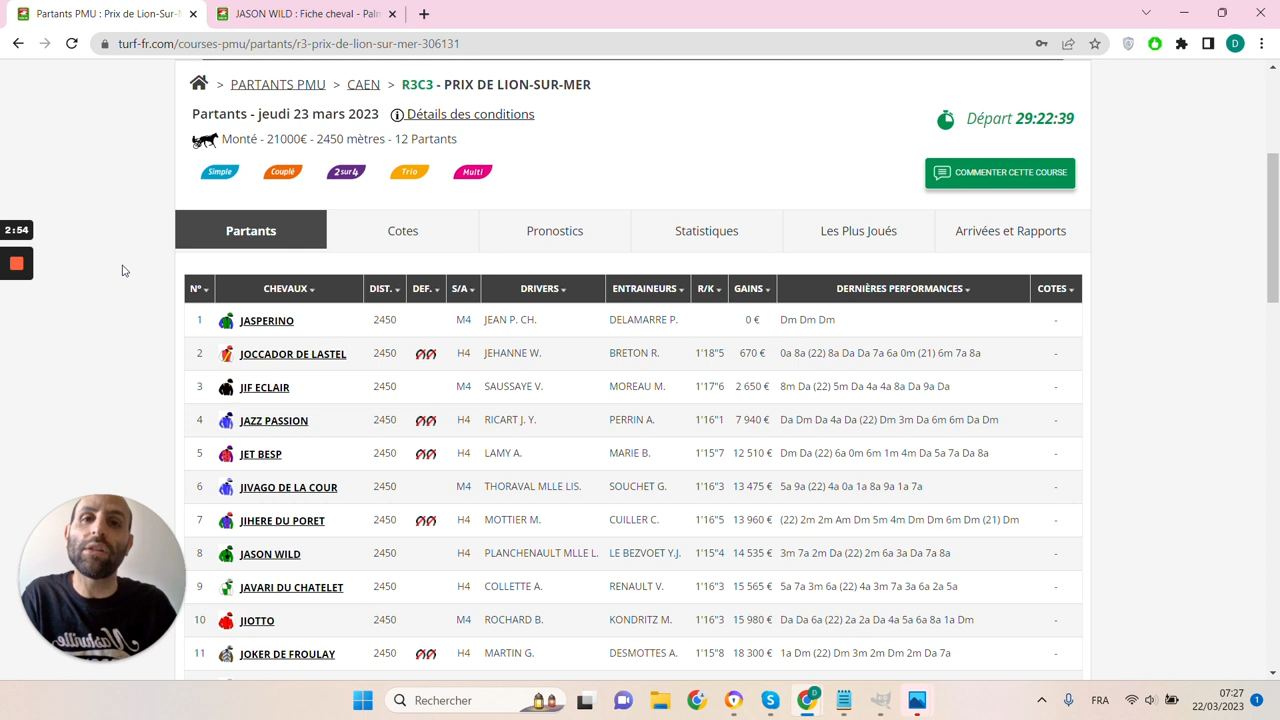 Partants PMU : Prix de Lion-Sur-
JASON WILD : Fiche cheval - Pal
turf-fr.com/courses-pmu/partants/r3-prix-de-lion-sur-mer-306131
D
> PARTANTS PMU > CAEN > R3C3 - PRIX DE LION-SUR-MER
Partants - jeudi 23 mars 2023 Détails des conditions
Départ 29:22:39
Monté - 21000€ - 2450 mètres - 12 Partants
Simple Couplé 2sur4 Trio Multi
COMMENTER CETTE COURSE
2:54
Partants Cotes Pronostics Statistiques Les Plus Joués Arrivées et Rapports
N° CHEVAUX DIST. DEF. S/A DRIVERS ENTRAINEURS R/K GAINS DERNIÈRES PERFORMANCES COTES
1 JASPERINO 2450 M4 JEAN P. CH. DELAMARRE P. 0 € Dm Dm Dm -
2 JOCCADOR DE LASTEL 2450 H4 JEHANNE W. BRETON R. 1'18"5 670 € 0a 8a (22) 8a Da Da 7a 6a 0m (21) 6m 7a 8a -
3 JIF ECLAIR 2450 M4 SAUSSAYE V. MOREAU M. 1'17"6 2 650 € 8m Da (22) 5m Da 4a 4a 8a Da 9a Da -
4 JAZZ PASSION 2450 H4 RICART J. Y. PERRIN A. 1'16"1 7 940 € Da Dm Da 4a Da (22) Dm 3m Da 6m 6m Da Dm -
5 JET BESP 2450 H4 LAMY A. MARIE B. 1'15"7 12 510 € Dm Da (22) 6a 0m 6m 1m 4m Da 5a 7a Da 8a -
6 JIVAGO DE LA COUR 2450 M4 THORAVAL MLLE LIS. SOUCHET G. 1'16"3 13 475 € 5a 9a (22) 4a 0a 1a 8a 9a 1a 7a -
7 JIHERE DU PORET 2450 H4 MOTTIER M. CUILLER C. 1'16"5 13 960 € (22) 2m 2m Am Dm 5m 4m Dm Dm 6m Dm (21) Dm -
8 JASON WILD 2450 H4 PLANCHENAULT MLLE L. LE BEZVOET Y.J. 1'15"4 14 535 € 3m 7a 2m Da (22) 2m 6a 3a Da 7a 8a -
9 JAVARI DU CHATELET 2450 H4 COLLETTE A. RENAULT V. 1'16"3 15 565 € 5a 7a 3m 6a (22) 4a 3m 7a 3a 6a 2a 5a -
10 JIOTTO 2450 M4 ROCHARD B. KONDRITZ M. 1'16"3 15 980 € Da Da 6a (22) 2a 2a Da 4a 5a 6a 8a 1a Dm -
11 JOKER DE FROULAY 2450 H4 MARTIN G. DESMOTTES A. 1'15"8 18 300 € 1a Dm (22) Dm 3m 2m Dm 2m Da 7a -
Nashville
Rechercher
D
FRA
07:27
22/03/2023
1